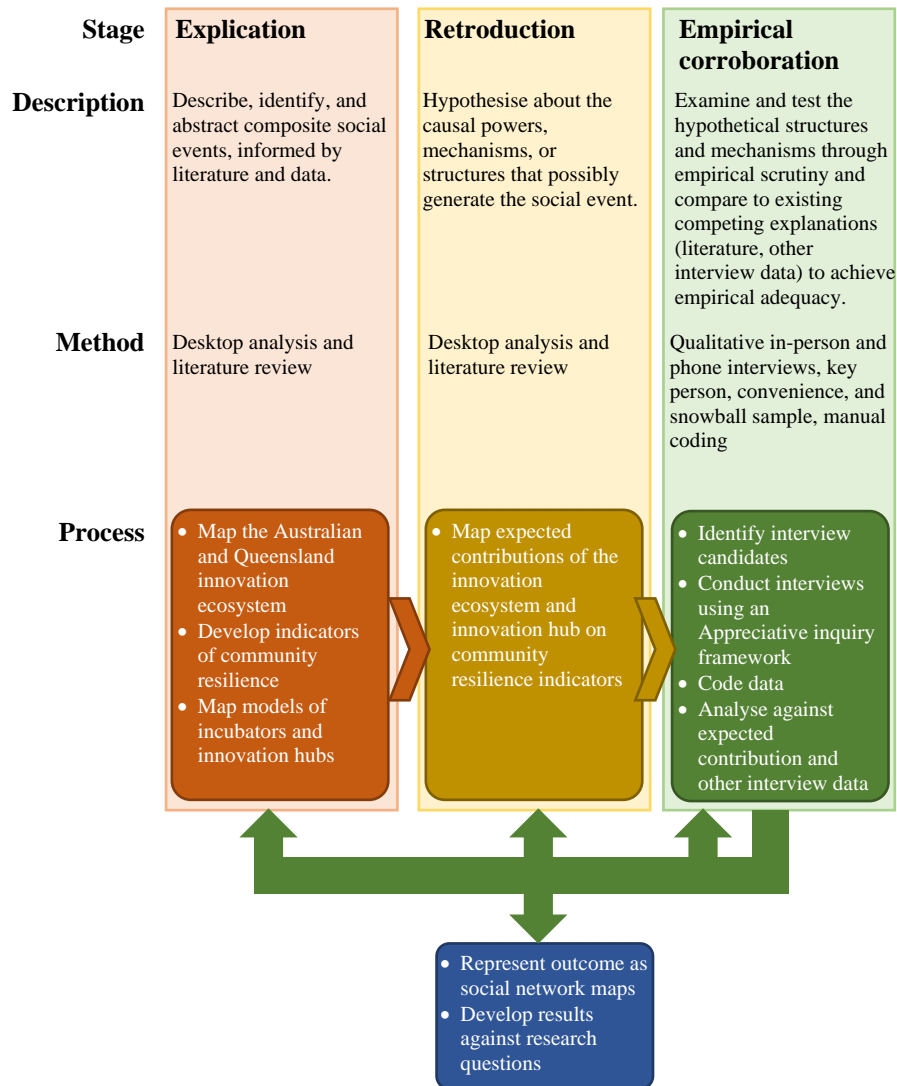 Stage
Explication
Retroduction
Empirical
corroboration
Description
Describe, identify, and
abstract composite social
events, informed by
literature and data.
Hypothesise about the
causal powers,
mechanisms, or
structures that possibly
generate the social event.
Examine and test the
hypothetical structures
and mechanisms through
empirical scrutiny and
compare to existing
competing explanations
(literature, other
interview data) to achieve
empirical adequacy.
Method
Desktop analysis and
literature review
Desktop analysis and
literature review
Qualitative in-person and
phone interviews, key
person, convenience, and
snowball sample, manual
coding
Process
• Map the Australian
and Queensland
innovation
ecosystem
• Develop indicators
of community
resilience
• Map models of
incubators and
innovation hubs
• Map expected
contributions of the
innovation
ecosystem and
innovation hub on
community
resilience indicators
• Identify interview
candidates
• Conduct interviews
using an
Appreciative inquiry
framework
• Code data
• Analyse against
expected
contribution and
other interview data
• Represent outcome as
social network maps
• Develop results
against research
questions